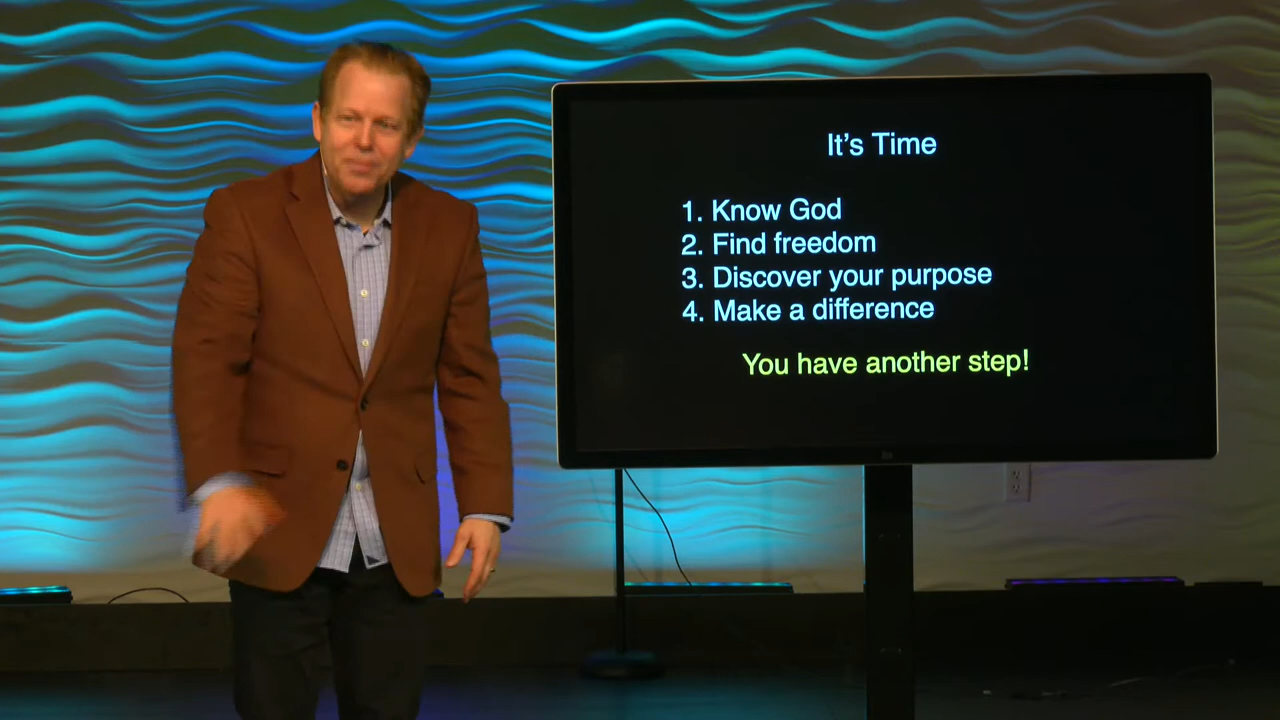 It's Time
1. Know God
2. Find freedom
3. Discover your purpose
4. Make a difference
You have another step!